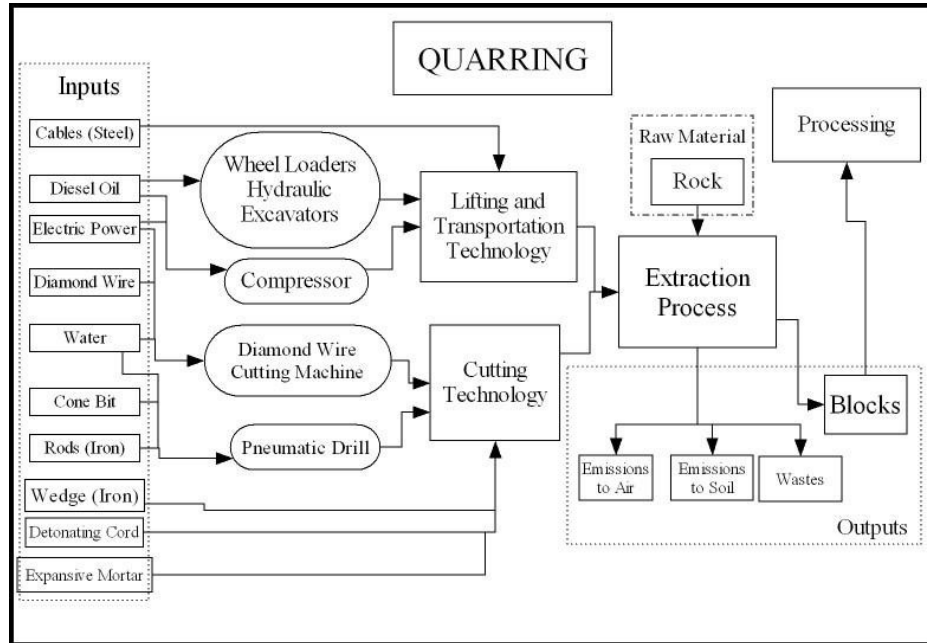 QUARRING
Inputs
Cables (Steel)
Diesel Oil
Electric Power
Diamond Wire
Water
Cone Bit
Rods (Iron)
Wedge (Iron)
Detonating Cord
Expansive Mortar
Wheel Loaders
Hydraulic
Excavators
Compressor
Diamond Wire
Cutting Machine
Pneumatic Drill
Lifting and
Transportation
Technology
Cutting
Technology
Raw Material
Rock
Extraction
Process
Processing
Blocks
Emissions
to Air
Emissions
to Soil
Wastes
Outputs